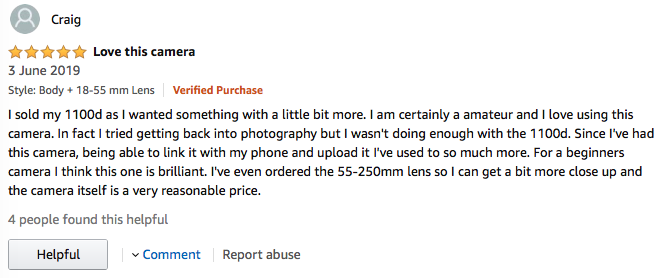 Craig
Love this camera
3 June 2019
Style: Body + 18-55 mm Lens Verified Purchase
I sold my 1100d as I wanted something with a little bit more. I am certainly a amateur and I love using this
camera. In fact I tried getting back into photography but I wasn't doing enough with the 1100d. Since I've had
this camera, being able to link it with my phone and upload it I've used to so much more. For a beginners
camera I think this one is brilliant. I've even ordered the 55-250mm lens so I can get a bit more close up and
the camera itself is a very reasonable price.
4 people found this helpful
Helpful Comment Report abuse